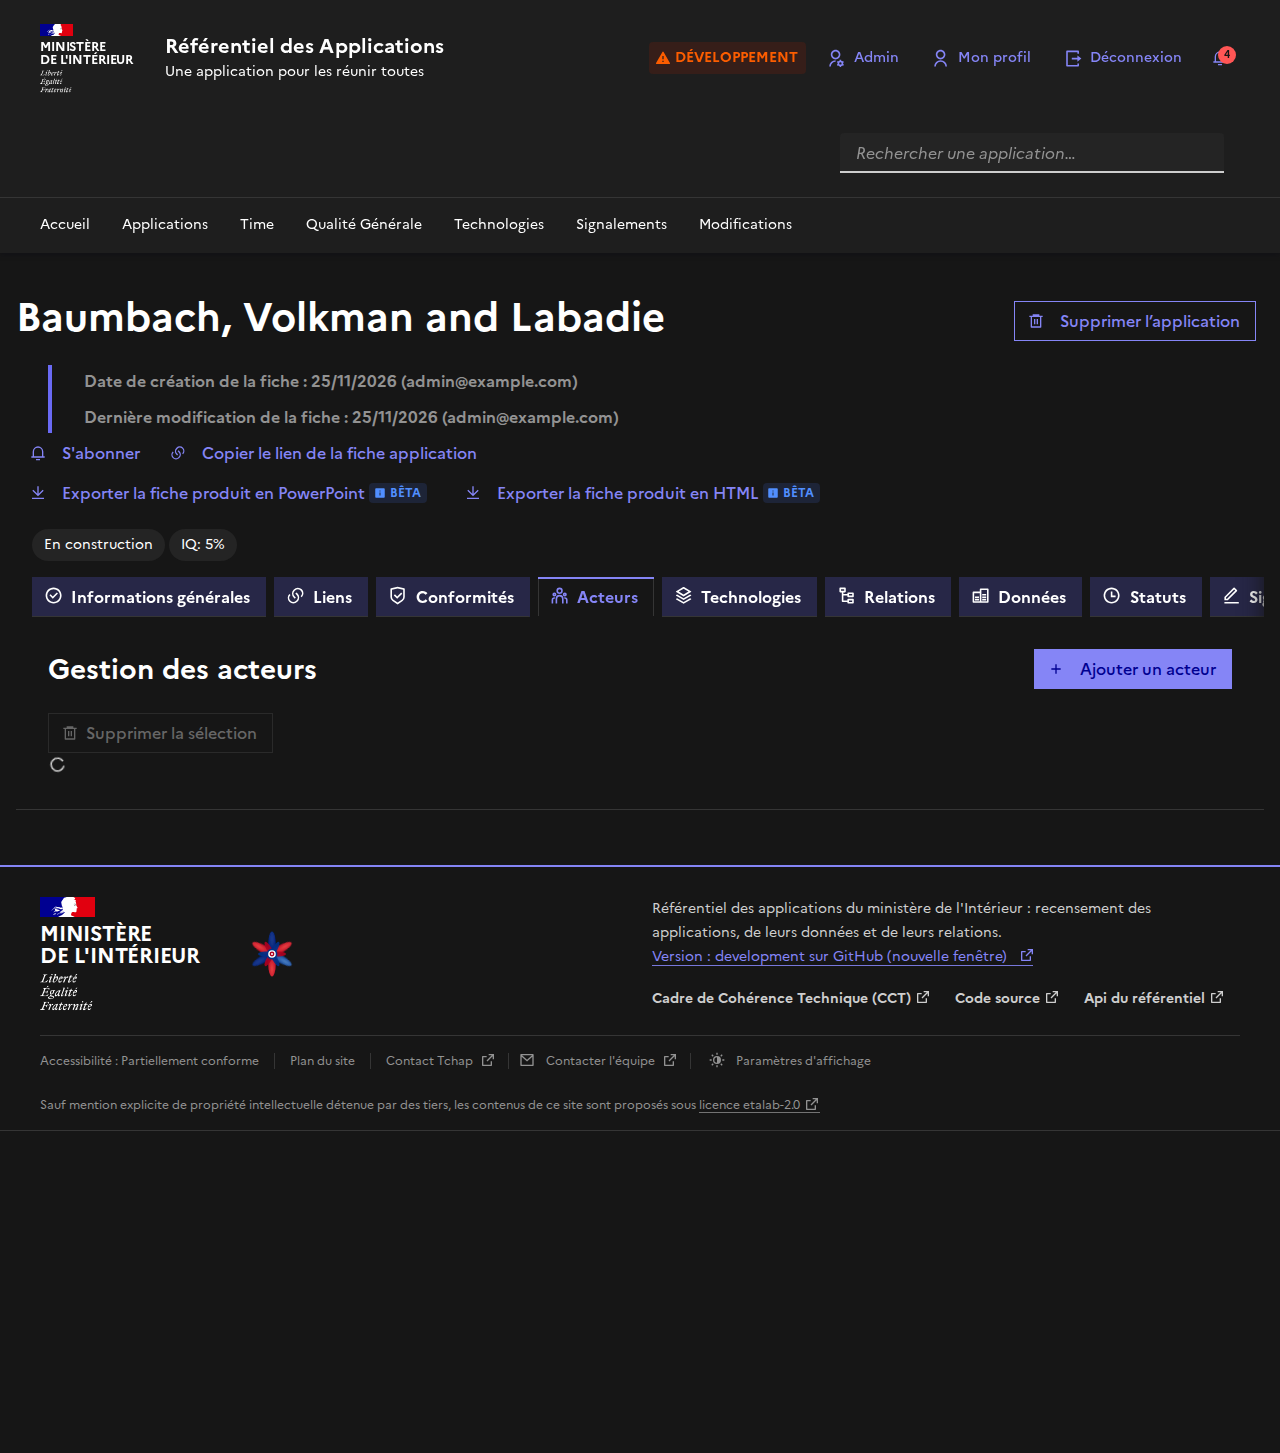 MINISTÈRE
DE L'INTÉRIEUR
Liberté
Égalité
Fraternité
Référentiel des Applications
Une application pour les réunir toutes
DÉVELOPPEMENT
Admin
Mon profil
Déconnexion
4
Rechercher une application…
Accueil
Applications
Time
Qualité Générale
Technologies
Signalements
Modifications
Baumbach, Volkman and Labadie
Supprimer l’application
Date de création de la fiche : 25/11/2026 (admin@example.com)
Dernière modification de la fiche : 25/11/2026 (admin@example.com)
S'abonner
Copier le lien de la fiche application
Exporter la fiche produit en PowerPoint BÊTA
Exporter la fiche produit en HTML BÊTA
En construction
IQ: 5%
Informations générales
Liens
Conformités
Acteurs
Technologies
Relations
Données
Statuts
Gestion des acteurs
Ajouter un acteur
Supprimer la sélection
MINISTÈRE
DE L'INTÉRIEUR
Liberté
Égalité
Fraternité
Référentiel des applications du ministère de l'Intérieur : recensement des
applications, de leurs données et de leurs relations.
Version : development sur GitHub (nouvelle fenêtre)
Cadre de Cohérence Technique (CCT)
Code source
Api du référentiel
Accessibilité : Partiellement conforme
Plan du site
Contact Tchap
Contacter l'équipe
Paramètres d'affichage
Sauf mention explicite de propriété intellectuelle détenue par des tiers, les contenus de ce site sont proposés sous licence etalab-2.0